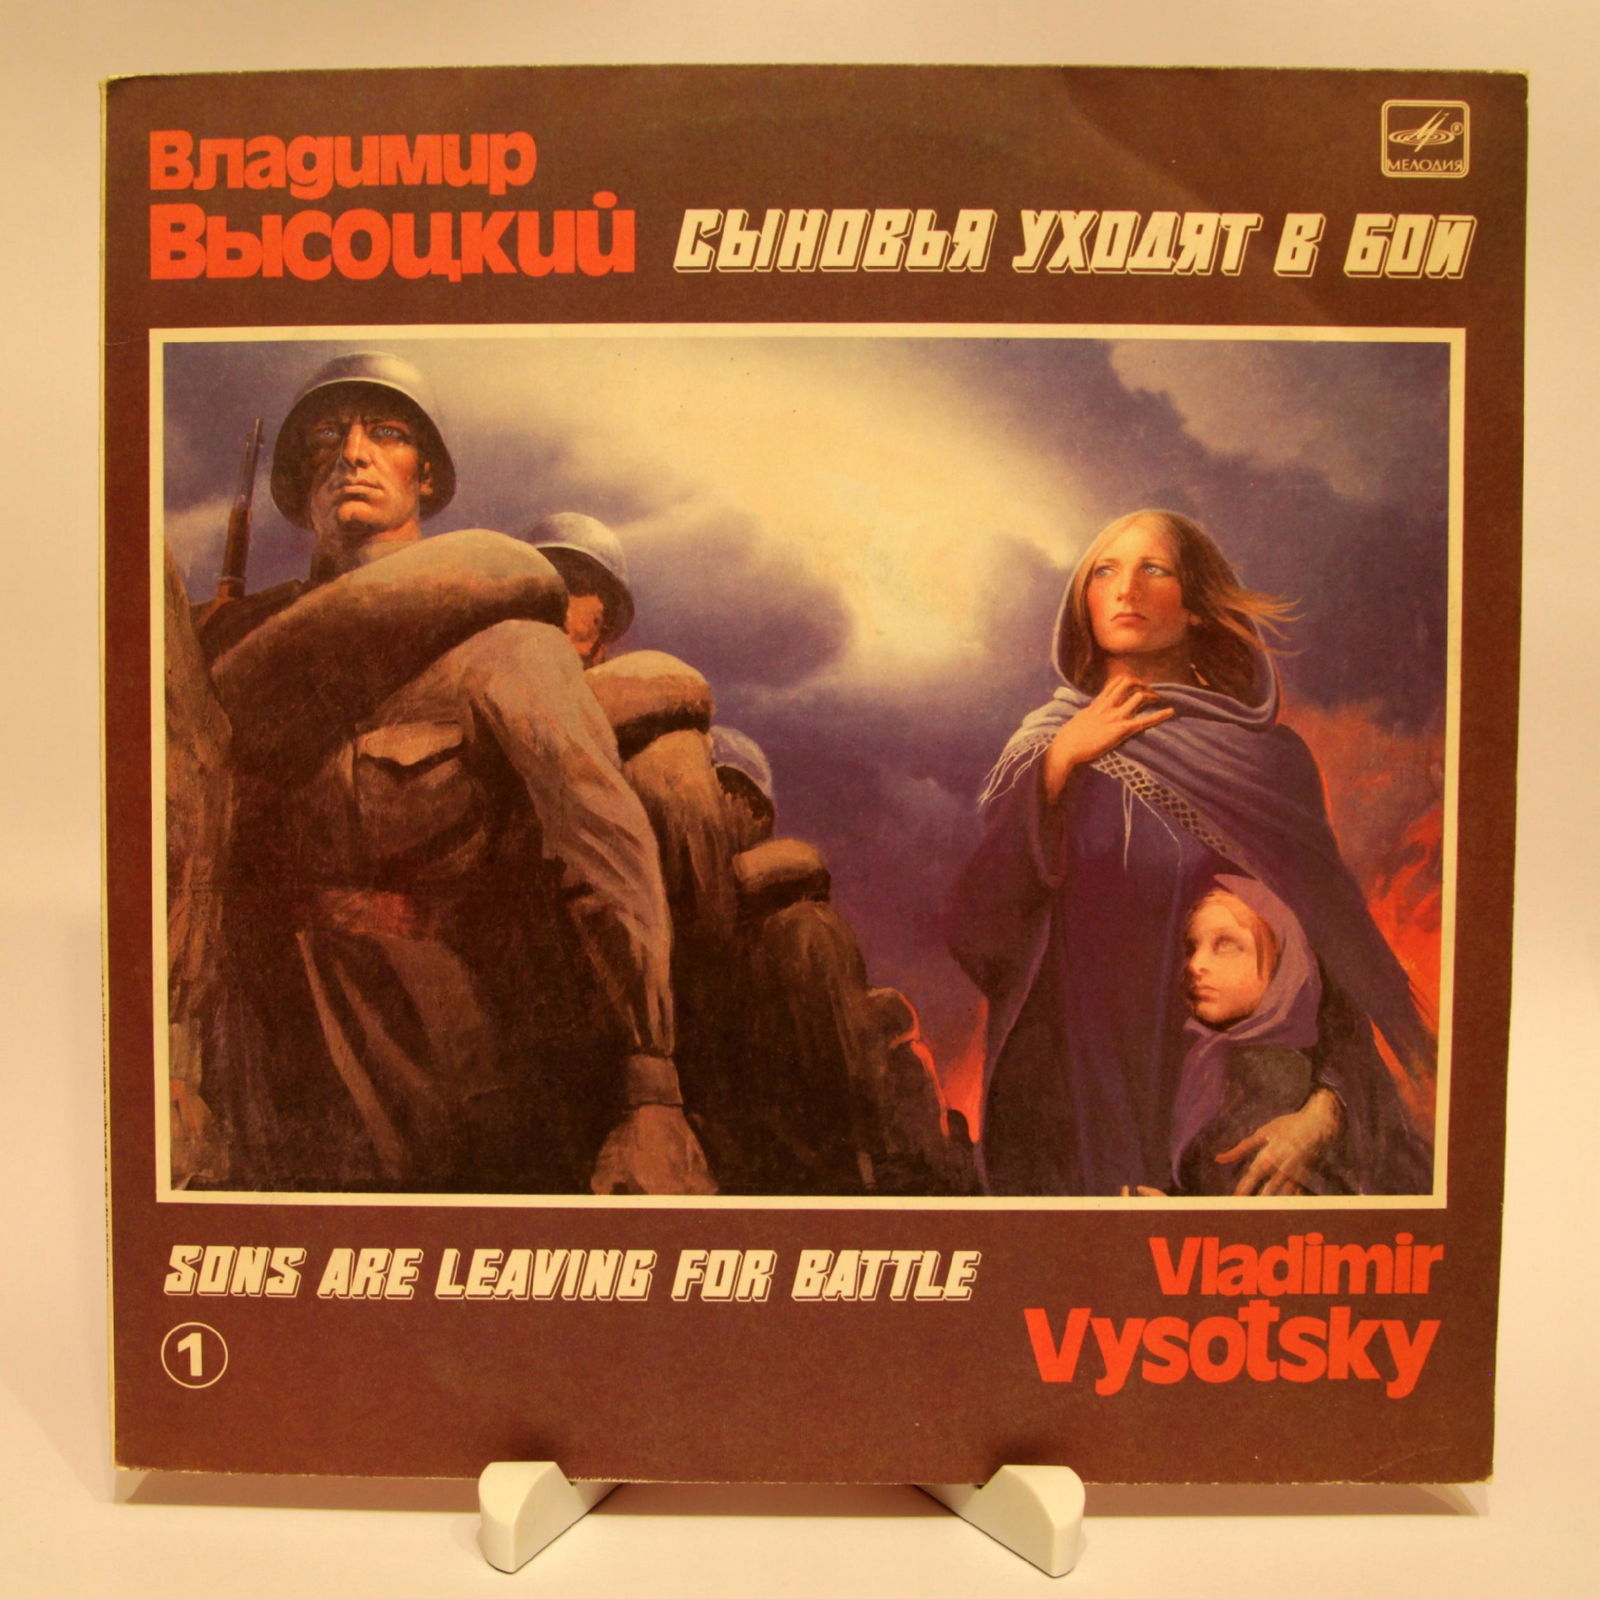 Владимир
Высоцкий
СЫНОВЬЯ УХОДЯТ В БОЙ
МЕЛОДИЯ
SONS ARE LEAVING FOR BATTLE
Vladimir
Vysotsky
1